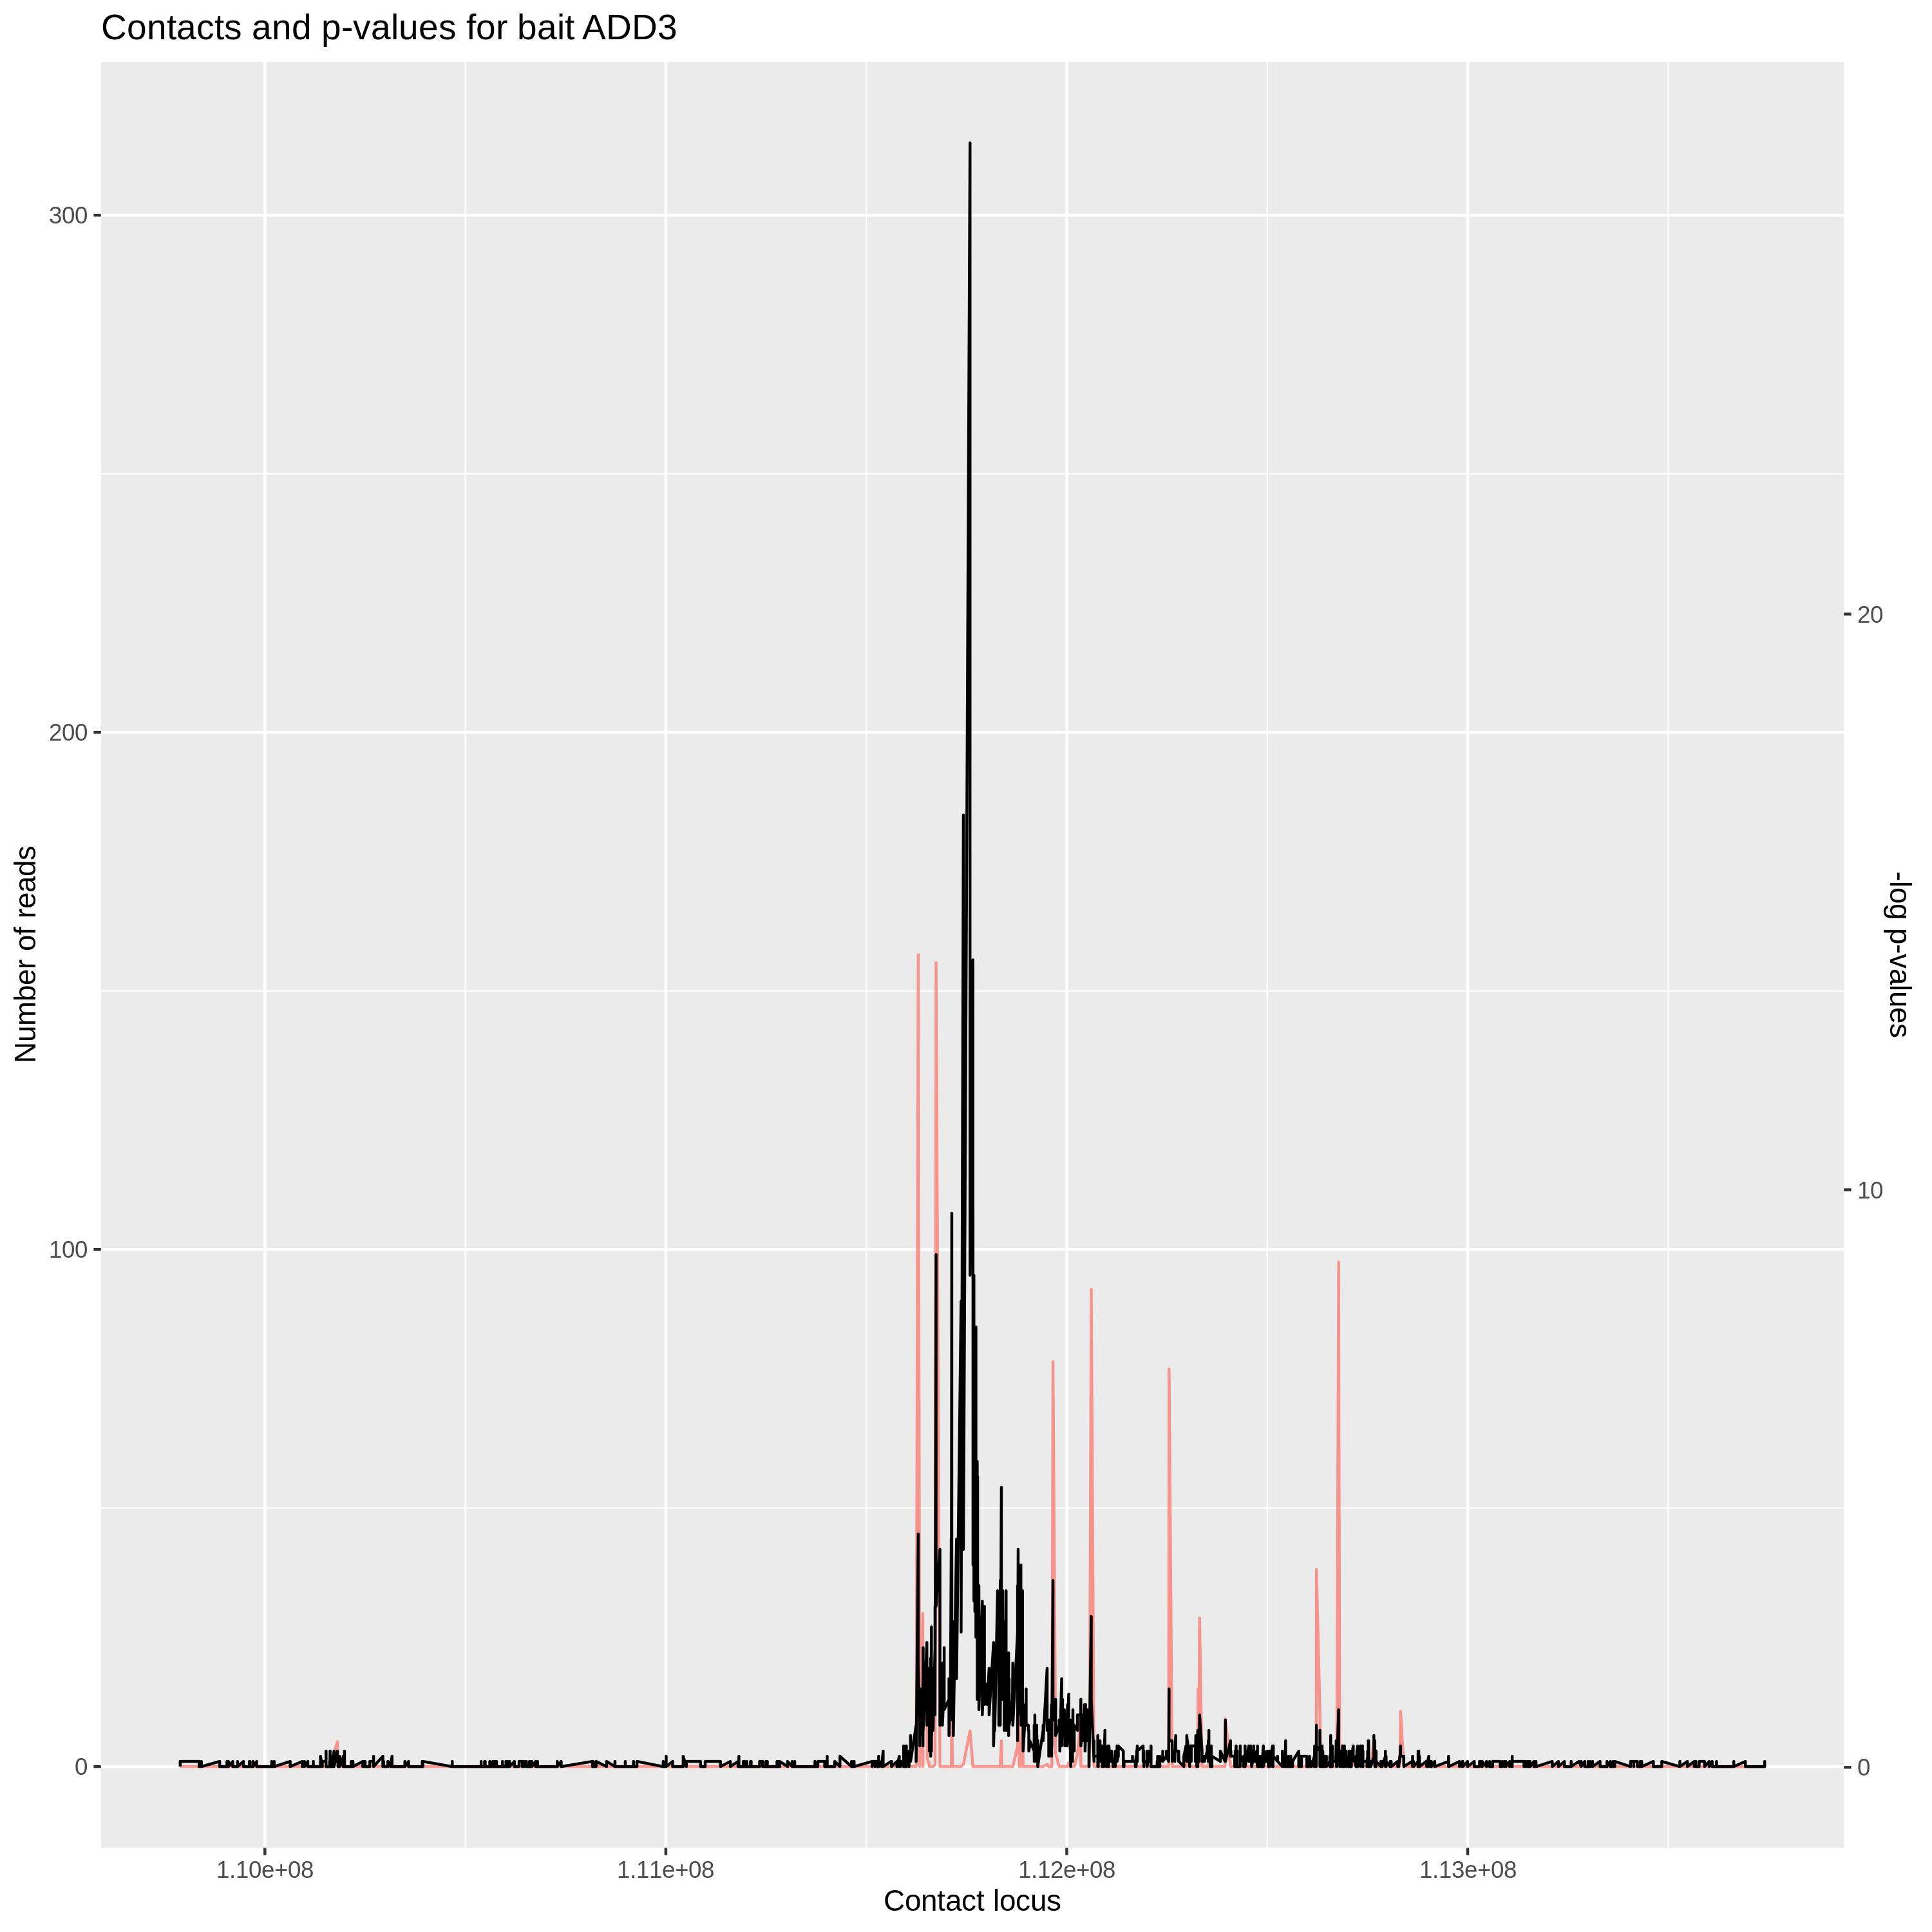 Contacts and p-values for bait ADD3
300
200
100
0
Number of reads
20
10
0
-log p-values
1.10e+08
1.11e+08
1.12e+08
1.13e+08
Contact locus